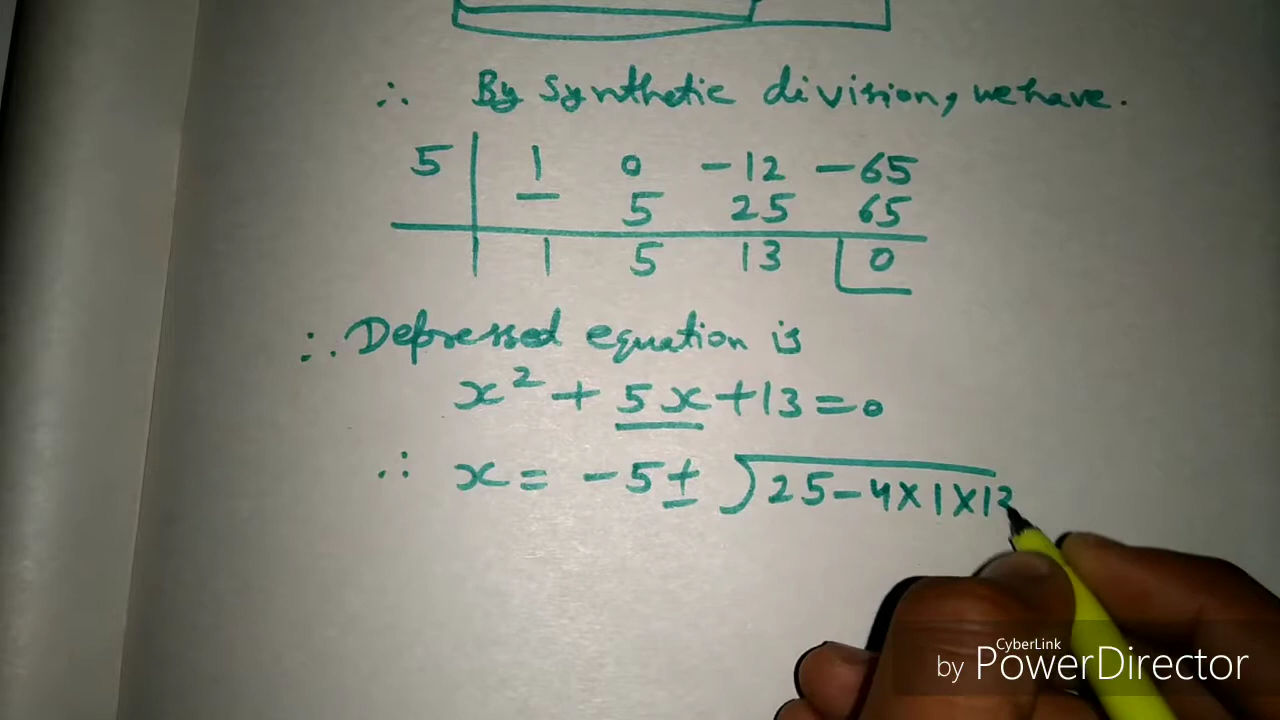 ∴ By Synthetic division, we have.
5 | 1 0 -12 -65
5 25 65
1 5 13 0
∴ Depressed equation is
x² + 5x + 13 = 0
∴ x = -5 ± √25 - 4 × 1 × 13
CyberLink
by PowerDirector